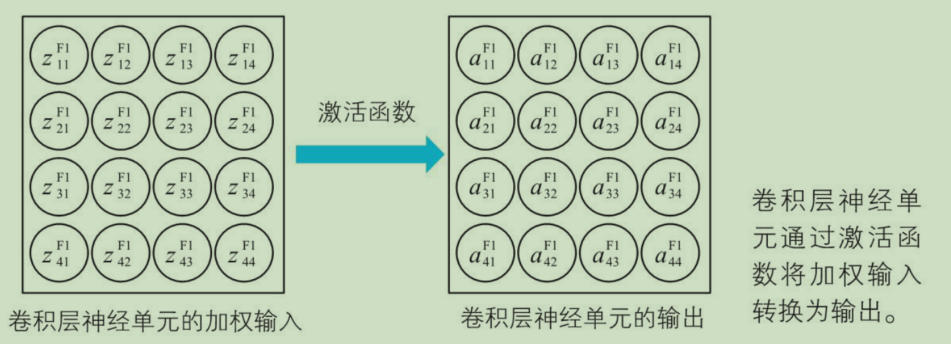 z_{11}^{F1} z_{12}^{F1} z_{13}^{F1} z_{14}^{F1}
z_{21}^{F1} z_{22}^{F1} z_{23}^{F1} z_{24}^{F1}
z_{31}^{F1} z_{32}^{F1} z_{33}^{F1} z_{34}^{F1}
z_{41}^{F1} z_{42}^{F1} z_{43}^{F1} z_{44}^{F1}
卷积层神经单元的加权输入
激活函数
a_{11}^{F1} a_{12}^{F1} a_{13}^{F1} a_{14}^{F1}
a_{21}^{F1} a_{22}^{F1} a_{23}^{F1} a_{24}^{F1}
a_{31}^{F1} a_{32}^{F1} a_{33}^{F1} a_{34}^{F1}
a_{41}^{F1} a_{42}^{F1} a_{43}^{F1} a_{44}^{F1}
卷积层神经单元的输出
卷积层神经单
元通过激活函
数将加权输入
转换为输出。